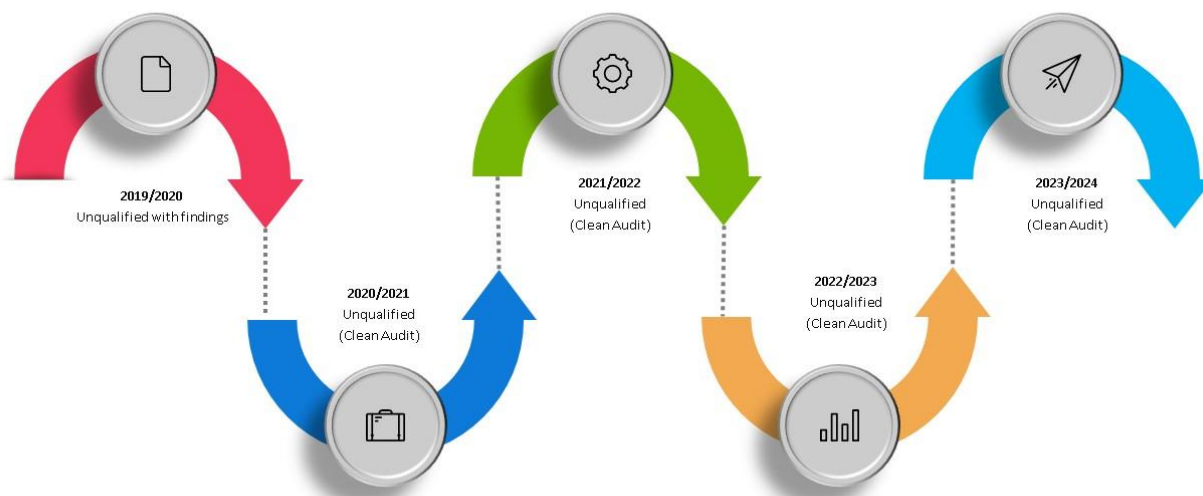 2019/2020
Unqualified with findings
2020/2021
Unqualified
(Clean Audit)
2021/2022
Unqualified
(Clean Audit)
2022/2023
Unqualified
(Clean Audit)
2023/2024
Unqualified
(Clean Audit)